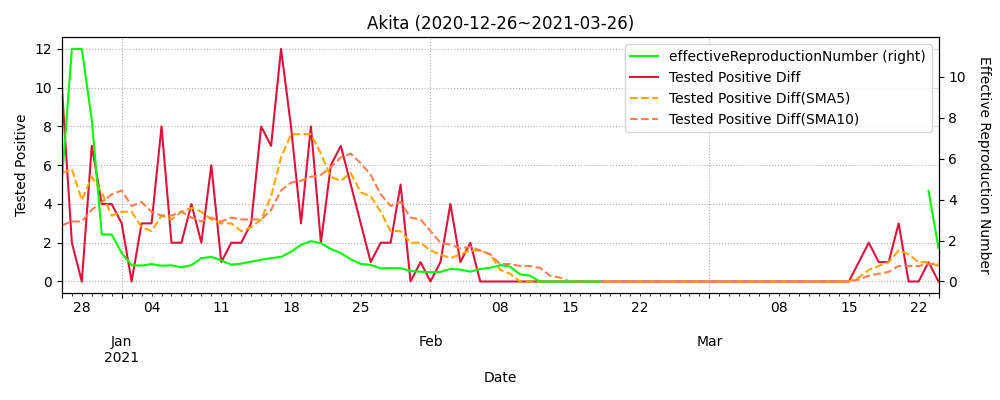 Akita (2020-12-26~2021-03-26)
effectiveReproductionNumber (right)
Tested Positive Diff
Tested Positive Diff(SMA5)
Tested Positive Diff(SMA10)
Tested Positive
12
10
8
6
4
2
0
Effective Reproduction Number
10
8
6
4
2
0
28 04 11 18 25 08 15 22 08 15 22
Jan Feb Mar
2021
Date